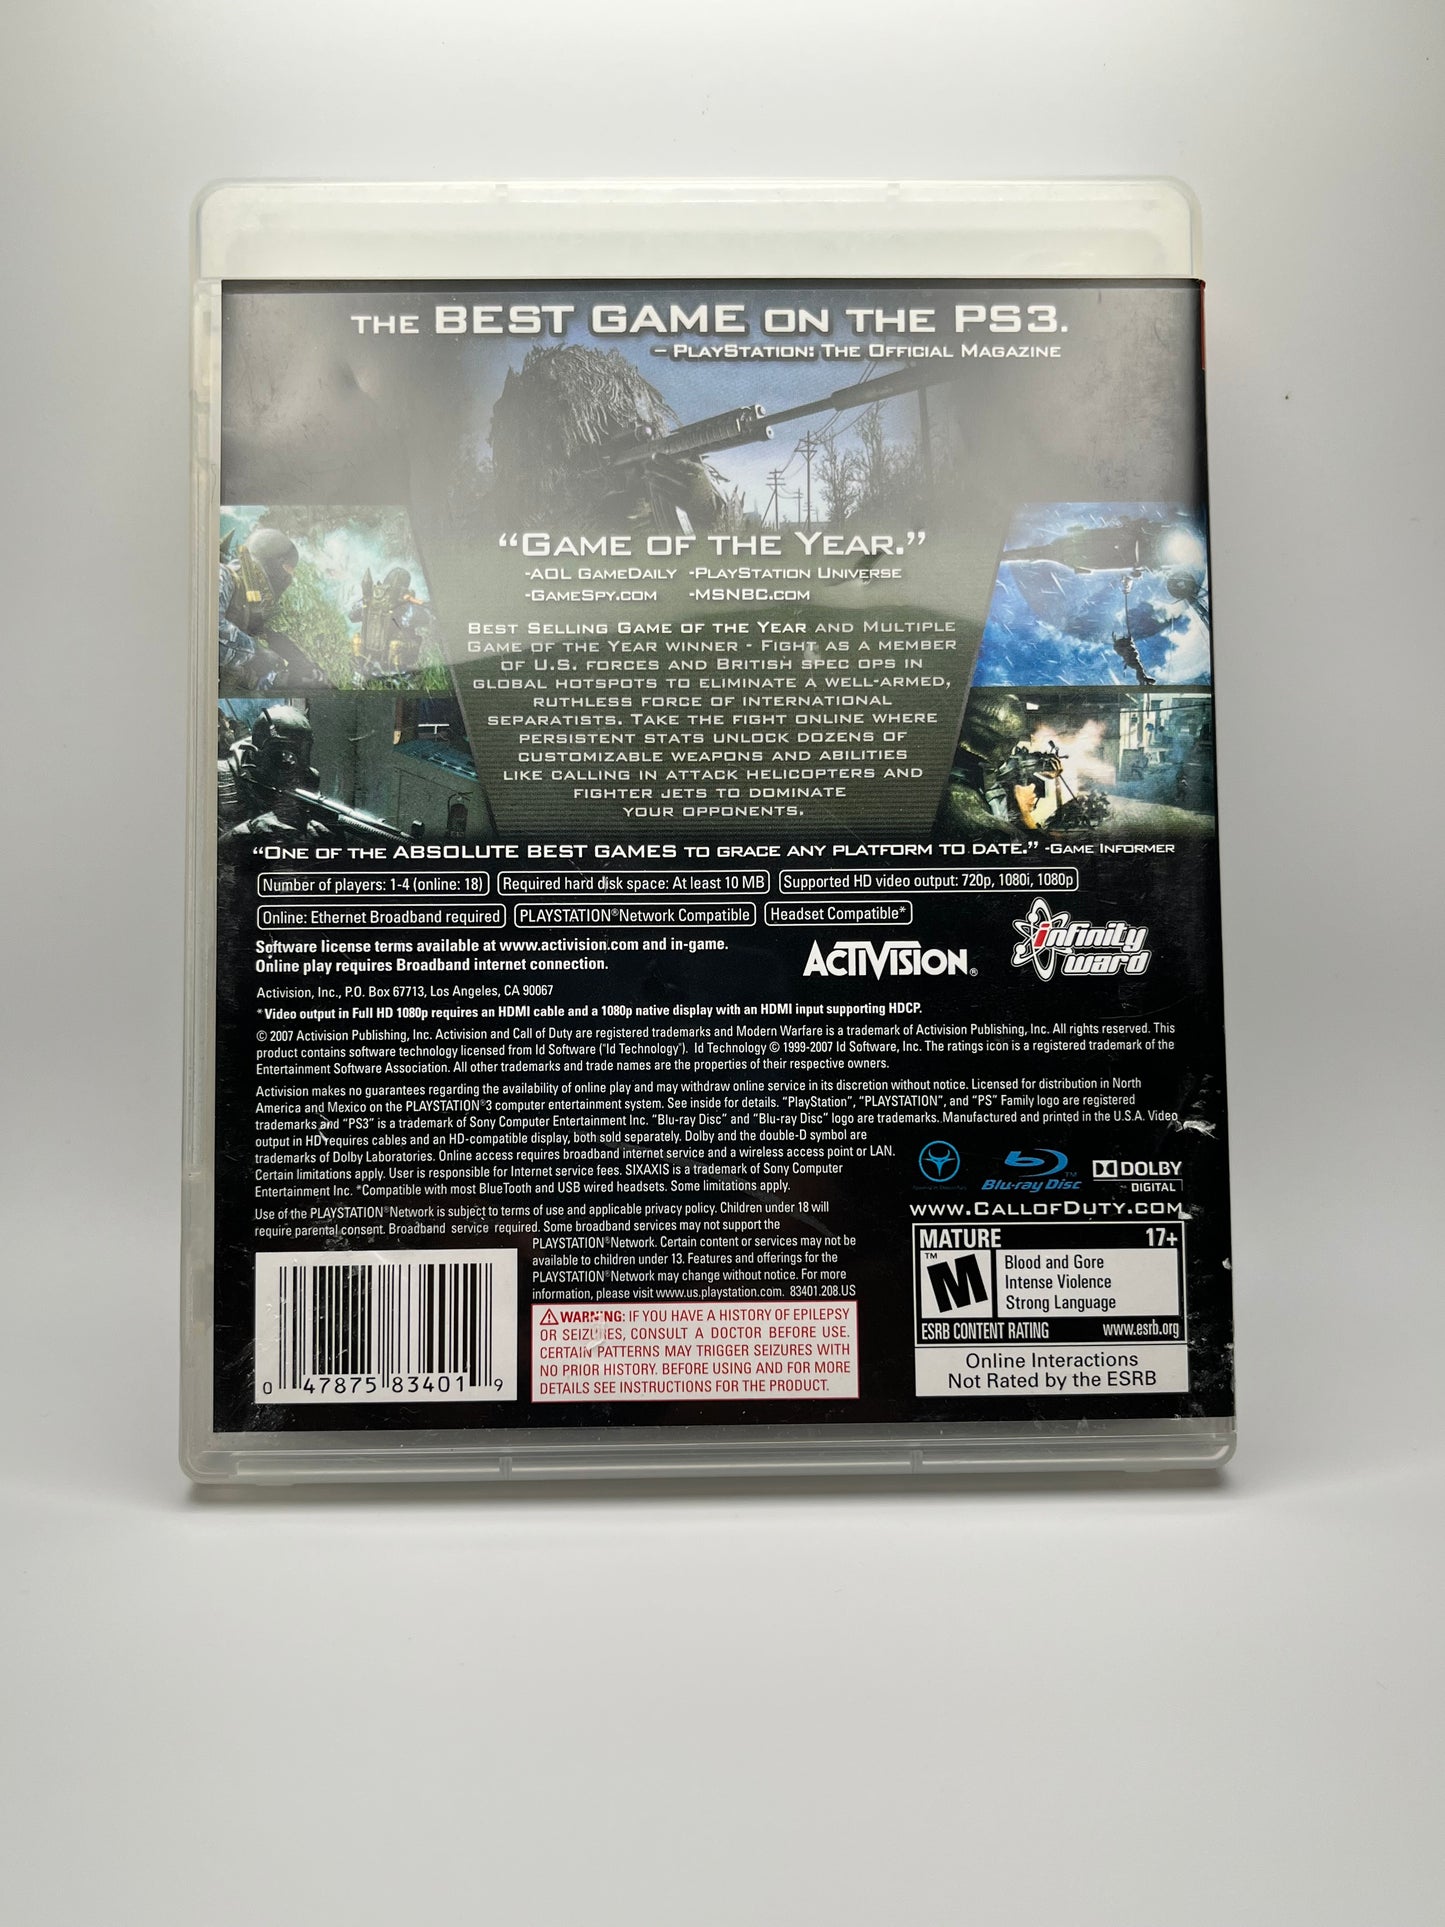 THE BEST GAME ON THE PS3.
– PLAYSTATION: THE OFFICIAL MAGAZINE
“GAME OF THE YEAR.”
-AOL GAMEDAILY -PLAYSTATION UNIVERSE
-GAMESPY.COM -MSNBC.COM
BEST SELLING GAME OF THE YEAR AND MULTIPLE
GAME OF THE YEAR WINNER - FIGHT AS A MEMBER
OF U.S. FORCES AND BRITISH SPEC OPS IN
GLOBAL HOTSPOTS TO ELIMINATE A WELL-ARMED,
RUTHLESS FORCE OF INTERNATIONAL
SEPARATISTS. TAKE THE FIGHT ONLINE WHERE
PERSISTENT STATS UNLOCK DOZENS OF
CUSTOMIZABLE WEAPONS AND ABILITIES
LIKE CALLING IN ATTACK HELICOPTERS AND
FIGHTER JETS TO DOMINATE
YOUR OPPONENTS.
“ONE OF THE ABSOLUTE BEST GAMES TO GRACE ANY PLATFORM TO DATE.” -GAME INFORMER
Number of players: 1-4 (online: 18) Required hard disk space: At least 10 MB Supported HD video output: 720p, 1080i, 1080p
Online: Ethernet Broadband required PLAYSTATION®Network Compatible Headset Compatible*
Software license terms available at www.activision.com and in-game.
Online play requires Broadband internet connection.
ACTIVISION®
infinity
ward
Activision, Inc., P.O. Box 67713, Los Angeles, CA 90067
*Video output in Full HD 1080p requires an HDMI cable and a 1080p native display with an HDMI input supporting HDCP.
© 2007 Activision Publishing, Inc. Activision and Call of Duty are registered trademarks and Modern Warfare is a trademark of Activision Publishing, Inc. All rights reserved. This
product contains software technology licensed from Id Software ("Id Technology"). Id Technology © 1999-2007 Id Software, Inc. The ratings icon is a registered trademark of the
Entertainment Software Association. All other trademarks and trade names are the properties of their respective owners.
Activision makes no guarantees regarding the availability of online play and may withdraw online service in its discretion without notice. Licensed for distribution in North
America and Mexico on the PLAYSTATION®3 computer entertainment system. See inside for details. “PlayStation”, “PLAYSTATION”, and “PS” Family logo are registered
trademarks and “PS3” is a trademark of Sony Computer Entertainment Inc. “Blu-ray Disc” and “Blu-ray Disc” logo are trademarks. Manufactured and printed in the U.S.A. Video
output in HD requires cables and an HD-compatible display, both sold separately. Dolby and the double-D symbol are
trademarks of Dolby Laboratories. Online access requires broadband internet service and a wireless access point or LAN.
Certain limitations apply. User is responsible for Internet service fees. SIXAXIS is a trademark of Sony Computer
Entertainment Inc. *Compatible with most BlueTooth and USB wired headsets. Some limitations apply.
Blu-ray Disc™
DOLBY
DIGITAL
WWW.CALLOFDUTY.COM
Use of the PLAYSTATION®Network is subject to terms of use and applicable privacy policy. Children under 18 will
require parental consent. Broadband service required. Some broadband services may not support the
PLAYSTATION®Network. Certain content or services may not be
available to children under 13. Features and offerings for the
PLAYSTATION®Network may change without notice. For more
information, please visit www.us.playstation.com. 83401.208.US
WARNING: IF YOU HAVE A HISTORY OF EPILEPSY
OR SEIZURES, CONSULT A DOCTOR BEFORE USE.
CERTAIN PATTERNS MAY TRIGGER SEIZURES WITH
NO PRIOR HISTORY. BEFORE USING AND FOR MORE
DETAILS SEE INSTRUCTIONS FOR THE PRODUCT.
0 47875 83401 9
MATURE 17+
M™
Blood and Gore
Intense Violence
Strong Language
ESRB CONTENT RATING www.esrb.org
Online Interactions
Not Rated by the ESRB